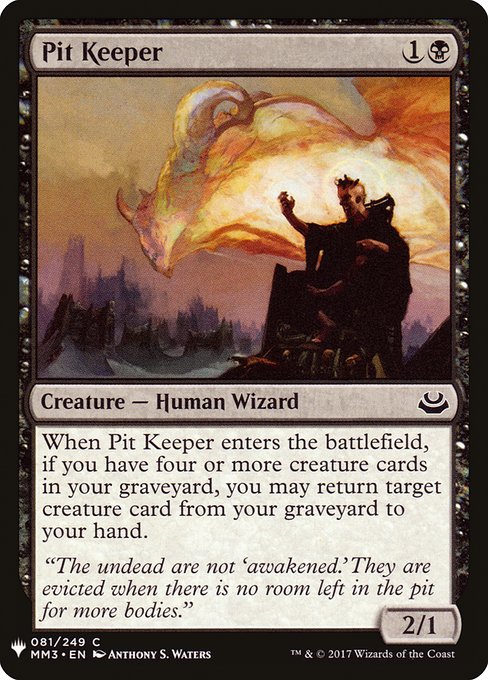 Pit Keeper 1
Creature — Human Wizard
When Pit Keeper enters the battlefield,
if you have four or more creature cards
in your graveyard, you may return target
creature card from your graveyard to
your hand.
“The undead are not ‘awakened.’ They are
evicted when there is no room left in the pit
for more bodies.”
2/1
081/249 C
MM3 • EN Anthony S. Waters
™ & © 2017 Wizards of the Coast